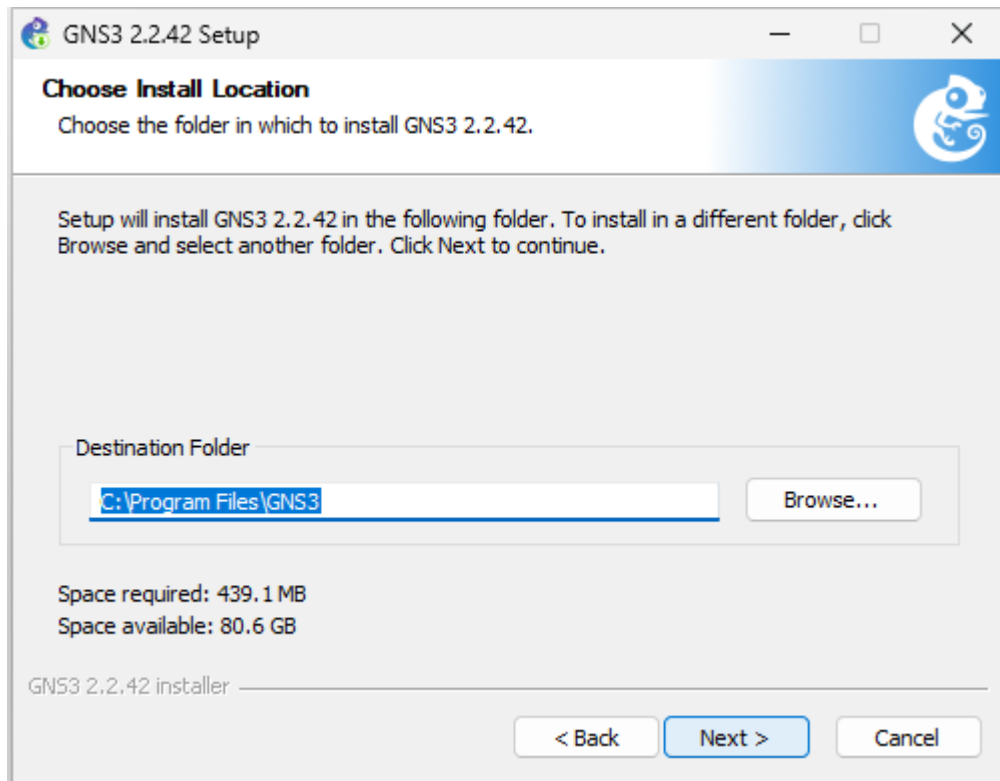 GNS3 2.2.42 Setup
Choose Install Location
Choose the folder in which to install GNS3 2.2.42.
Setup will install GNS3 2.2.42 in the following folder. To install in a different folder, click
Browse and select another folder. Click Next to continue.
Destination Folder
C:\Program Files\GNS3
Browse...
Space required: 439.1 MB
Space available: 80.6 GB
GNS3 2.2.42 installer
< Back
Next >
Cancel